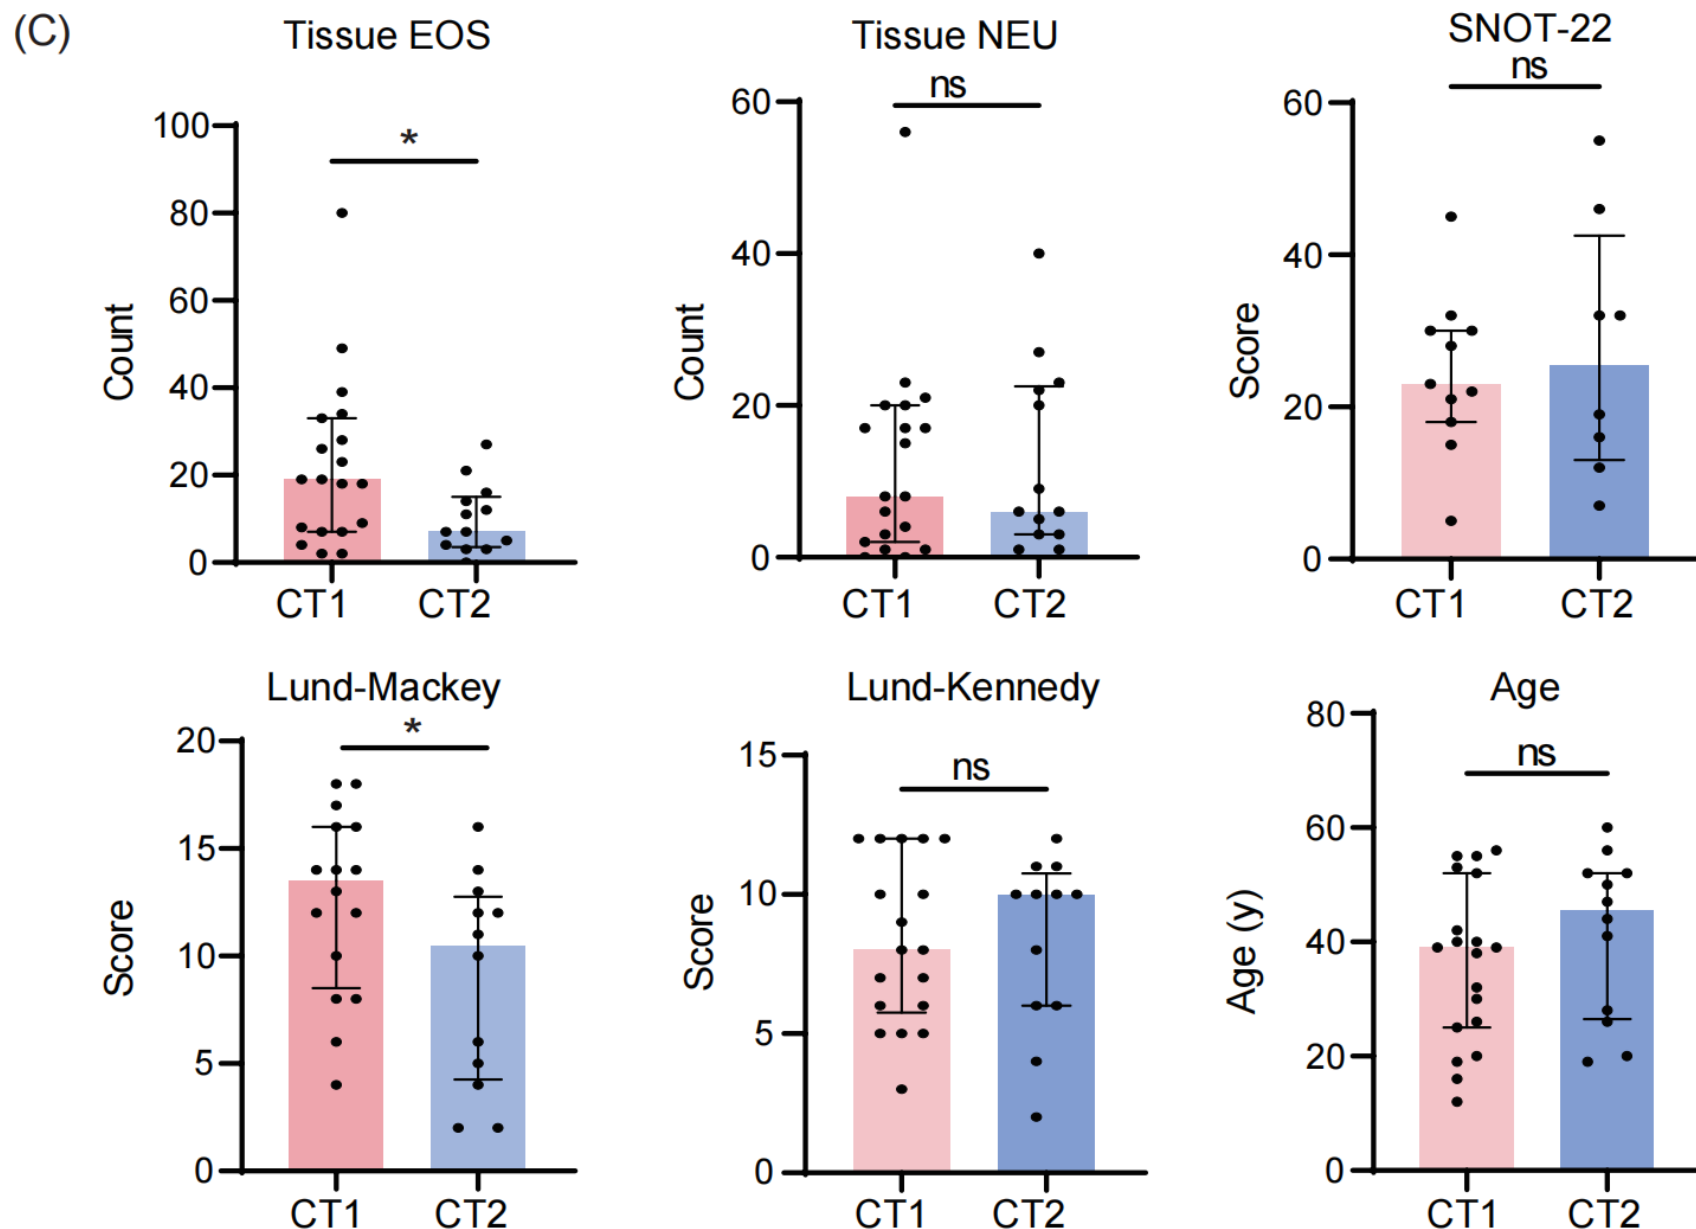 (C)
Tissue EOS
Count
100
80
60
40
20
0
*
CT1 CT2
Tissue NEU
Count
60
40
20
0
ns
CT1 CT2
SNOT-22
Score
60
40
20
0
ns
CT1 CT2
Lund-Mackey
Score
20
15
10
5
0
*
CT1 CT2
Lund-Kennedy
Score
15
10
5
0
ns
CT1 CT2
Age
Age (y)
80
60
40
20
0
ns
CT1 CT2